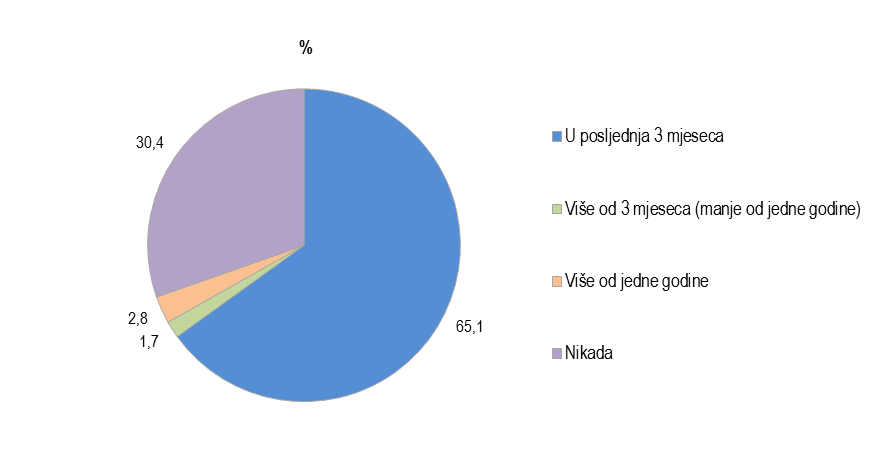 %
30,4
2,8
1,7
65,1
U posljednja 3 mjeseca
Više od 3 mjeseca (manje od jedne godine)
Više od jedne godine
Nikada